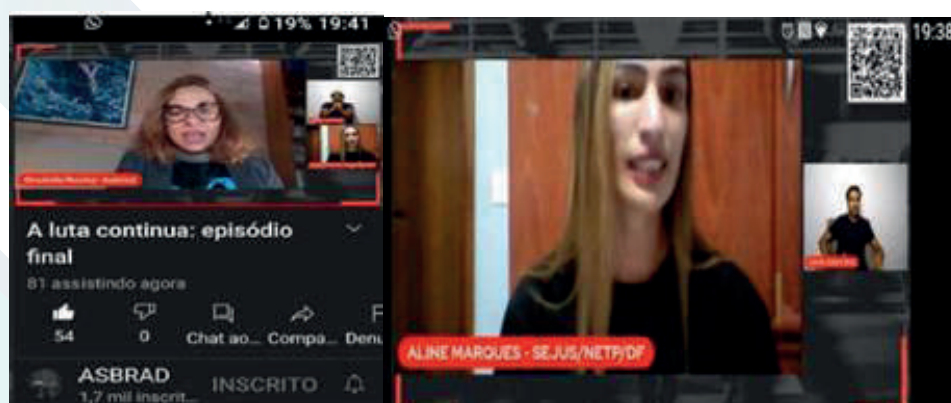 19% 19:41
A luta continua: episódio
final
81 assistindo agora
54
0
Chat ao...
Compa...
Denu
ASBRAD
1,7 mil inscrit...
INSCRITO
19:38
ALINE MARQUES - SEJUS/NETP/DF